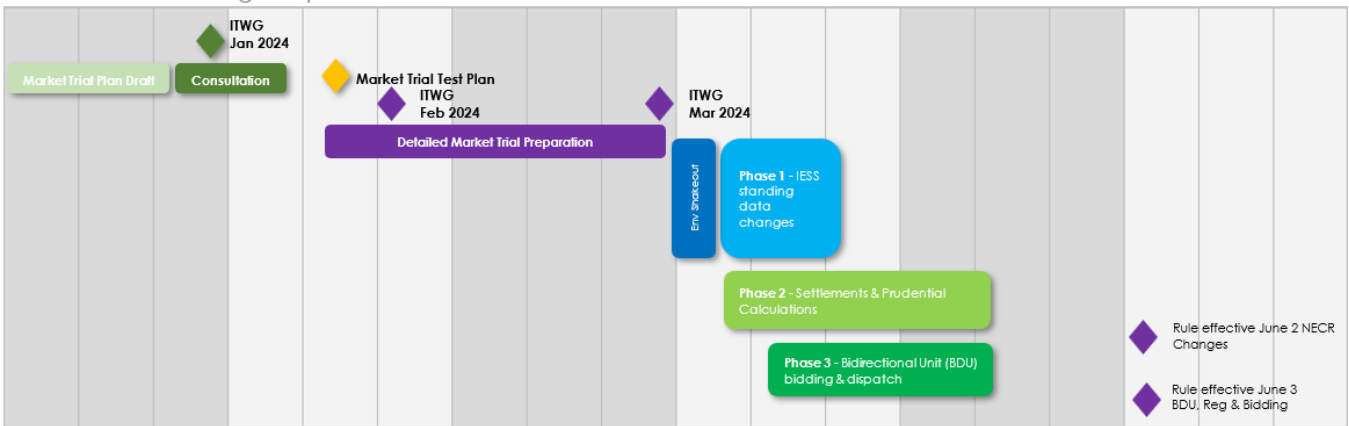 ITWG
Jan 2024
Market Trial Plan Draft
Consultation
Market Trial Test Plan
ITWG
Feb 2024
ITWG
Mar 2024
Detailed Market Trial Preparation
Env Shakeout
Phase 1 - IESS
standing
data
changes
Phase 2 - Settlements & Prudential
Calculations
Phase 3 - Bidirectional Unit (BDU)
bidding & dispatch
Rule effective June 2 NECR
Changes
Rule effective June 3
BDU, Reg & Bidding